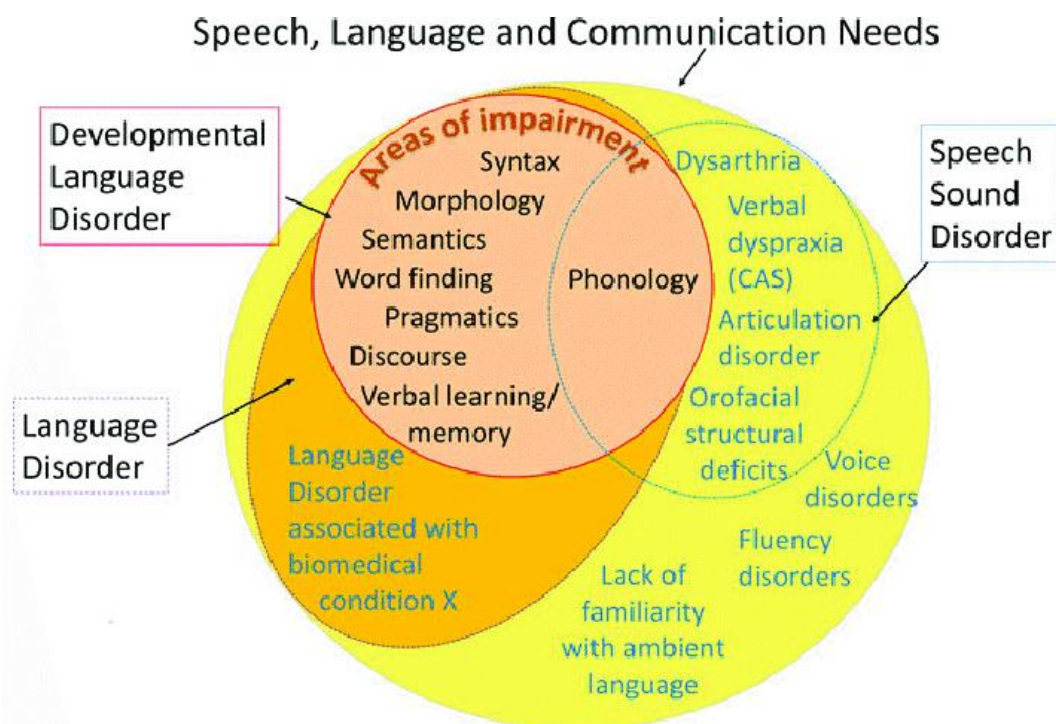 Speech, Language and Communication Needs
Developmental
Language
Disorder
Areas of impairment
Syntax
Morphology
Semantics
Word finding
Pragmatics
Discourse
Verbal learning/
memory
Phonology
Dysarthria
Verbal
dyspraxia
(CAS)
Articulation
disorder
Orofacial
structural
deficits
Speech
Sound
Disorder
Language
Disorder
Language
Disorder
associated with
biomedical
condition X
Voice
disorders
Fluency
disorders
Lack of
familiarity
with ambient
language